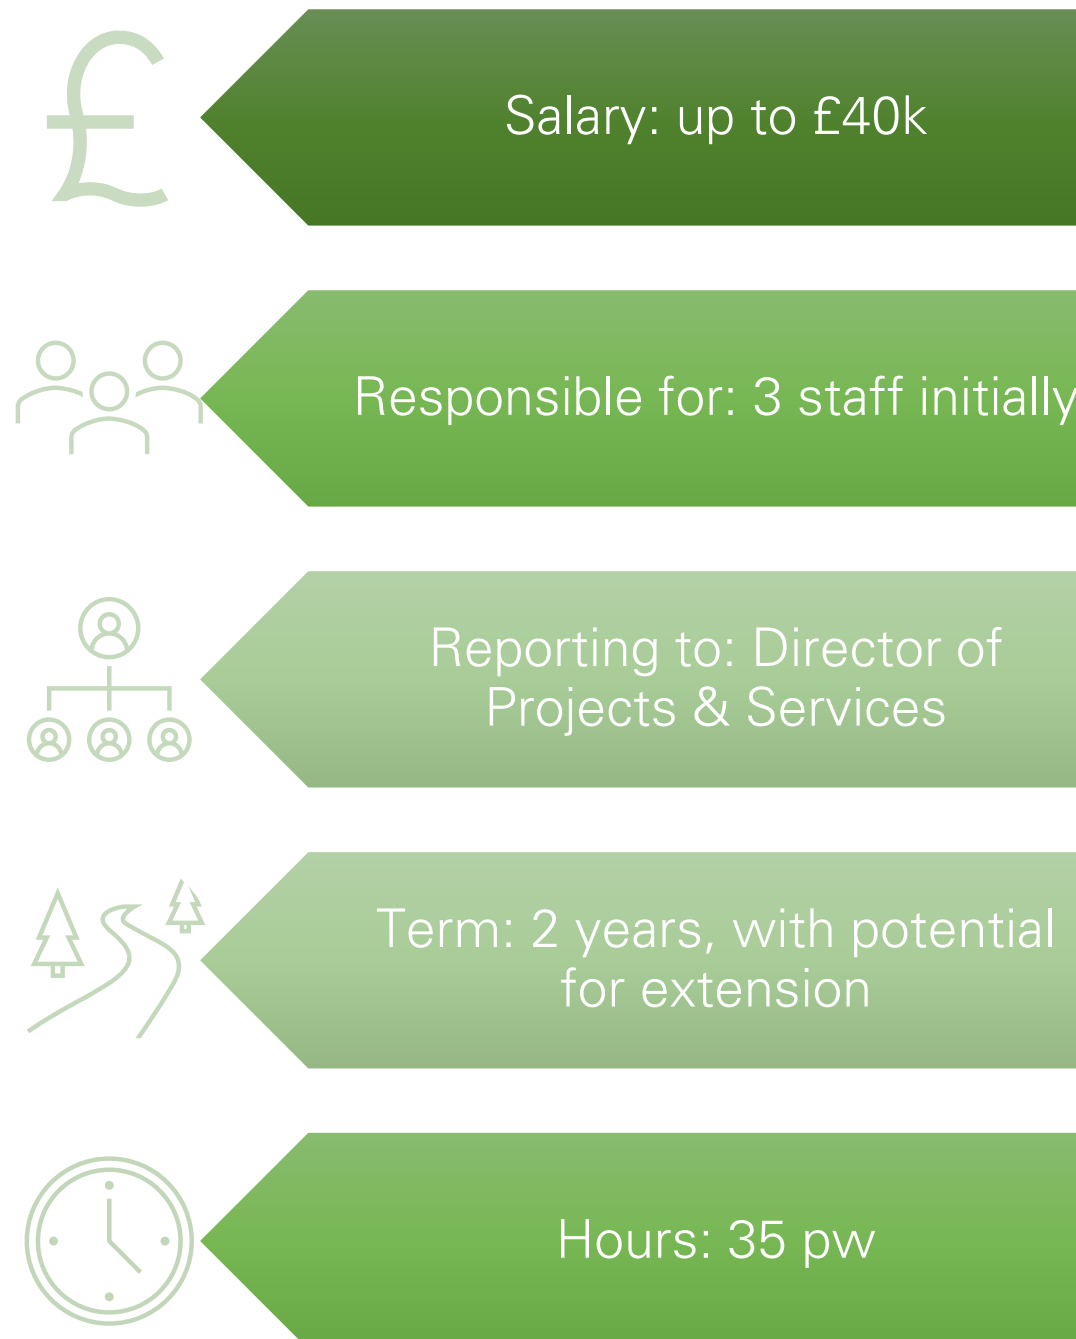 Salary: up to £40k
Responsible for: 3 staff initially
Reporting to: Director of
Projects & Services
Term: 2 years, with potential
for extension
Hours: 35 pw